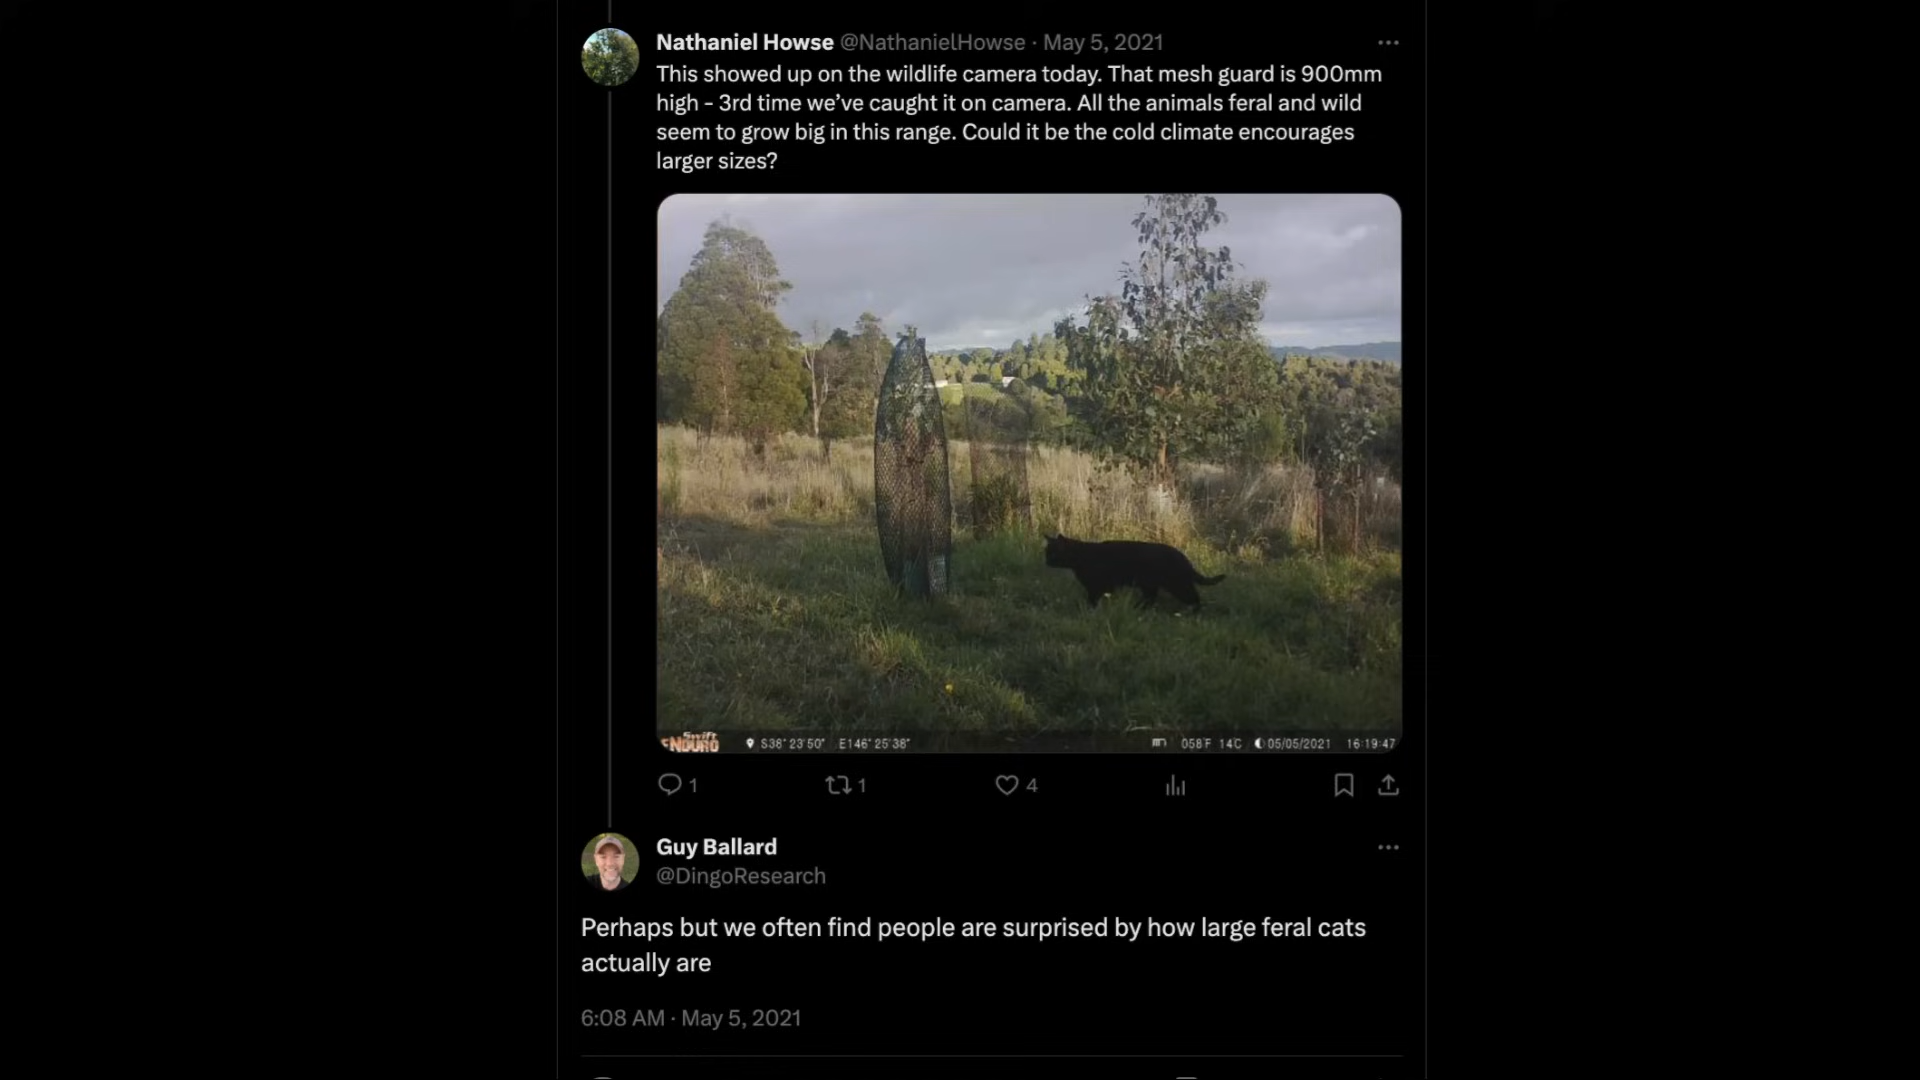 Nathaniel Howse @NathanielHowse · May 5, 2021
This showed up on the wildlife camera today. That mesh guard is 900mm
high - 3rd time we’ve caught it on camera. All the animals feral and wild
seem to grow big in this range. Could it be the cold climate encourages
larger sizes?
Swift
ENDURO S38°23'50" E146°25'38" 058°F 14°C 05/05/2021 16:19:47
1 1 4
Guy Ballard
@DingoResearch
Perhaps but we often find people are surprised by how large feral cats
actually are
6:08 AM · May 5, 2021